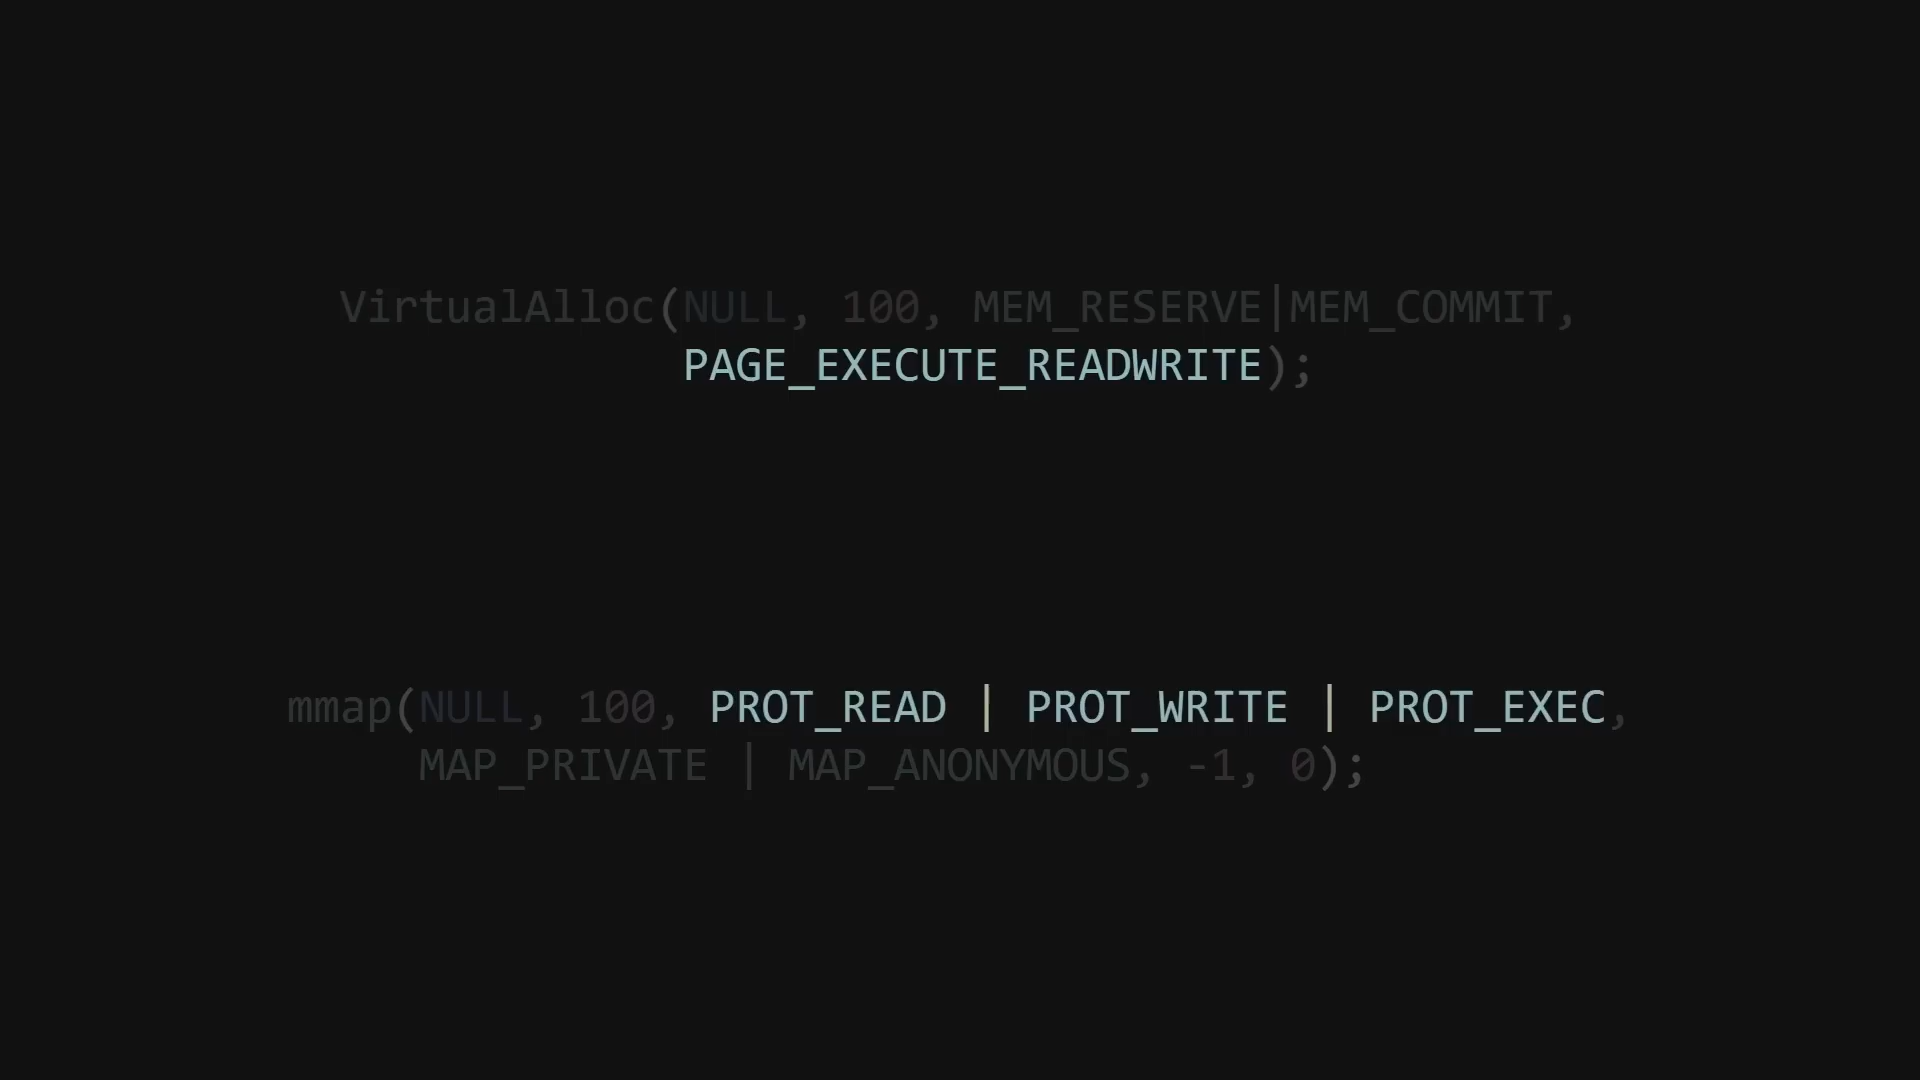 VirtualAlloc(NULL, 100, MEM_RESERVE|MEM_COMMIT,
PAGE_EXECUTE_READWRITE);
mmap(NULL, 100, PROT_READ | PROT_WRITE | PROT_EXEC,
MAP_PRIVATE | MAP_ANONYMOUS, -1, 0);